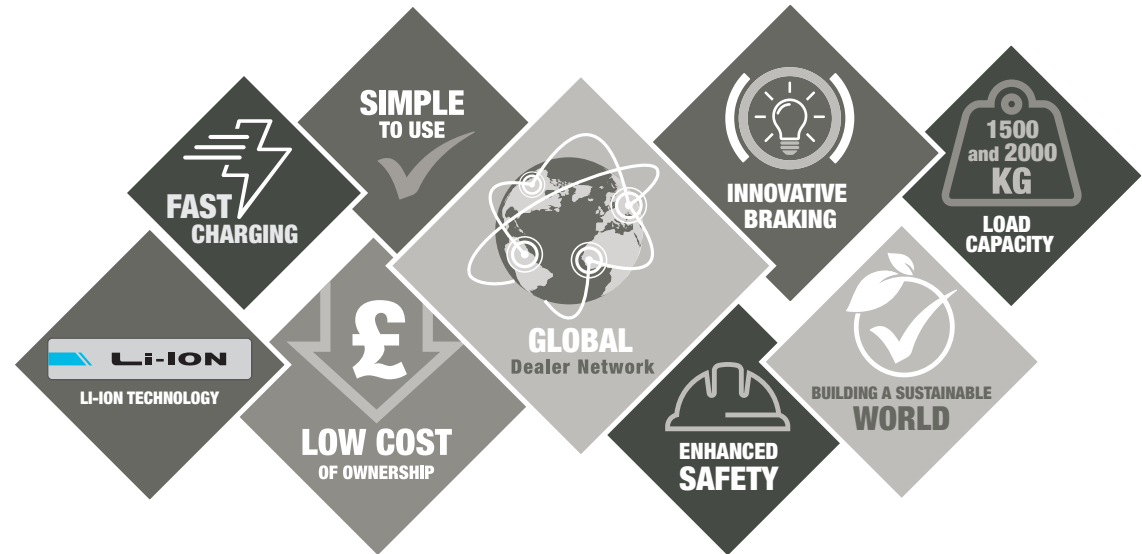 FAST
CHARGING
SIMPLE
TO USE
INNOVATIVE
BRAKING
1500
and 2000
KG
LOAD
CAPACITY
Li-ION
LI-ION TECHNOLOGY
£
LOW COST
OF OWNERSHIP
GLOBAL
Dealer Network
ENHANCED
SAFETY
BUILDING A SUSTAINABLE
WORLD